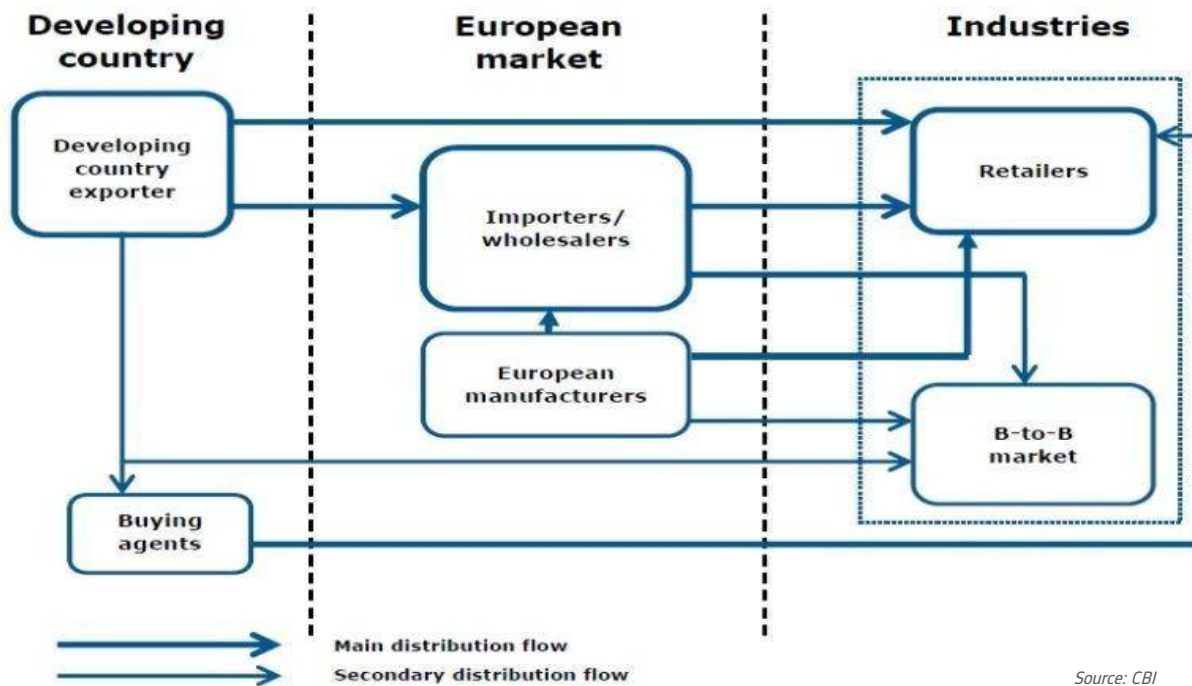 Developing
country
European
market
Industries
Developing
country
exporter
Importers/
wholesalers
Retailers
European
manufacturers
B-to-B
market
Buying
agents
Main distribution flow
Secondary distribution flow
Source: CBI